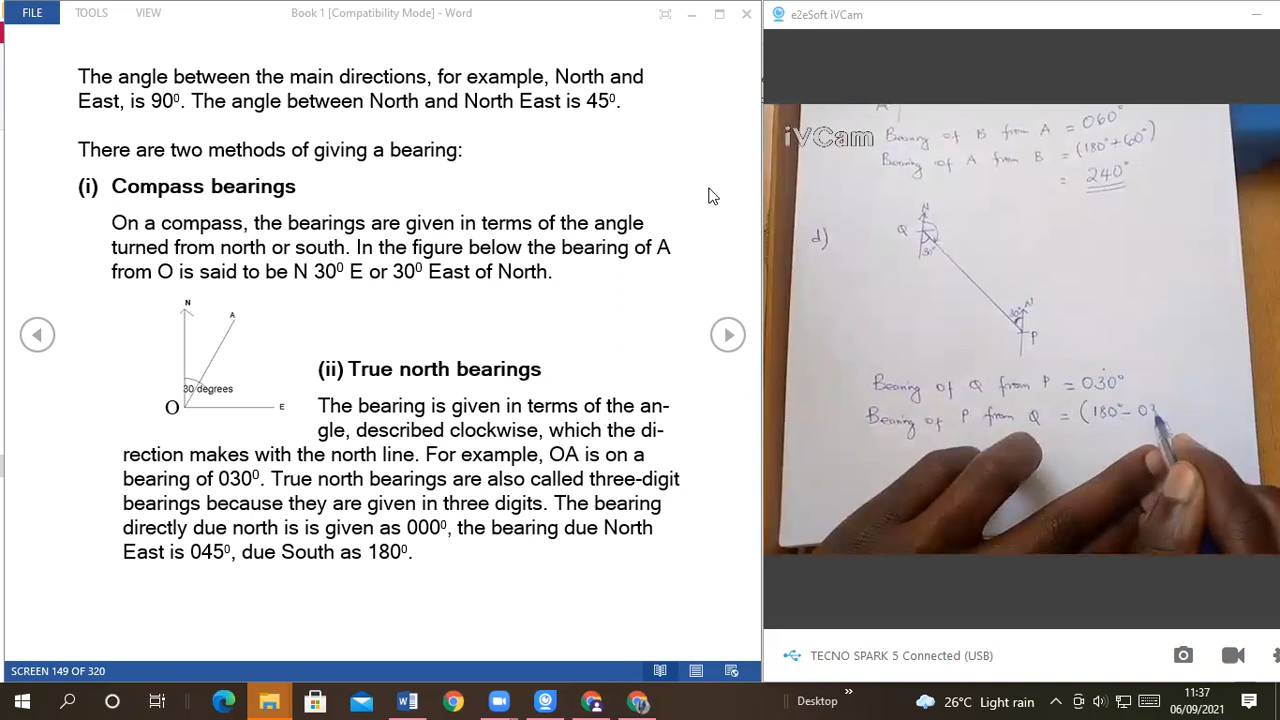 FILE TOOLS VIEW Book 1 [Compatibility Mode] - Word
The angle between the main directions, for example, North and
East, is 90⁰. The angle between North and North East is 45⁰.
There are two methods of giving a bearing:
(i) Compass bearings
On a compass, the bearings are given in terms of the angle
turned from north or south. In the figure below the bearing of A
from O is said to be N 30⁰ E or 30⁰ East of North.
N
A
30 degrees
O
E
(ii) True north bearings
The bearing is given in terms of the an-
gle, described clockwise, which the di-
rection makes with the north line. For example, OA is on a
bearing of 030⁰. True north bearings are also called three-digit
bearings because they are given in three digits. The bearing
directly due north is is given as 000⁰, the bearing due North
East is 045⁰, due South as 180⁰.
SCREEN 149 OF 320
e2eSoft iVCam
iVCam
A
Bearing of B from A = 060°
Bearing of A from B = (180°+60°)
= 240°
d)
N
Q
30°
30°
N
P
Bearing of Q from P = 030°
Bearing of P from Q = (180°- 03
TECNO SPARK 5 Connected (USB)
Desktop
26°C Light rain
11:37
06/09/2021